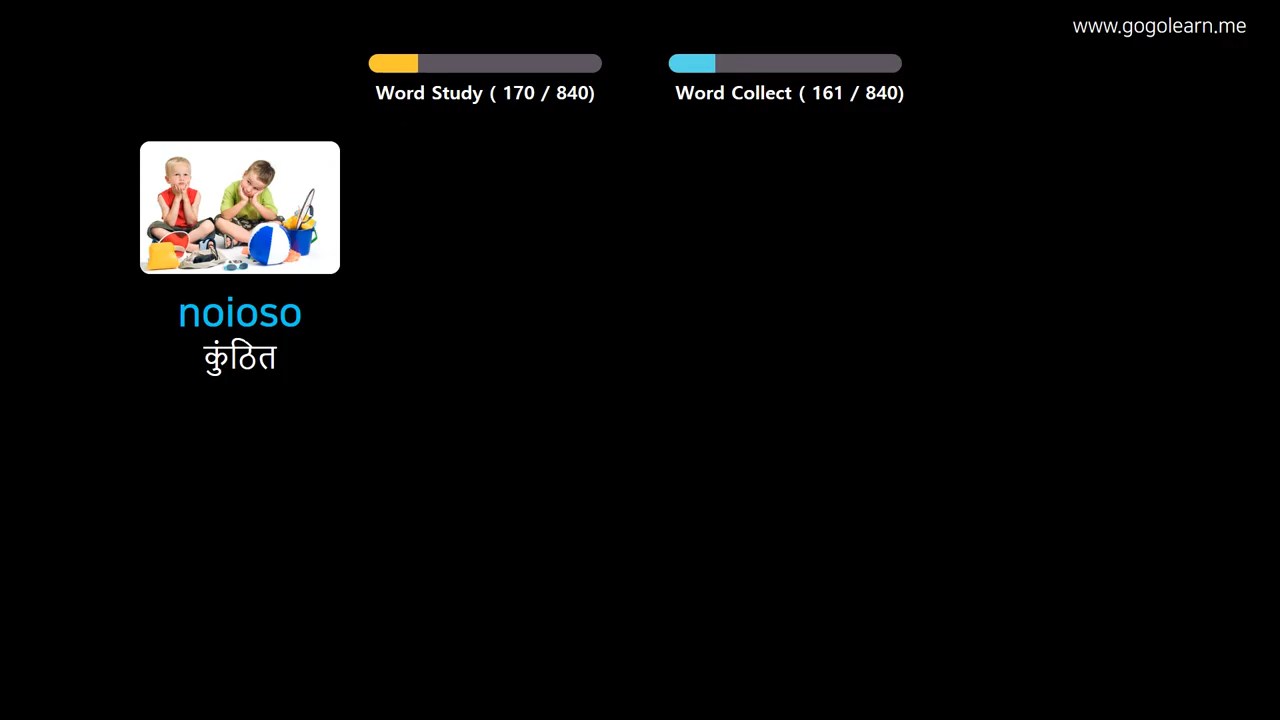 www.gogolearn.me
Word Study ( 170 / 840)
Word Collect ( 161 / 840)
noioso
कुंठित